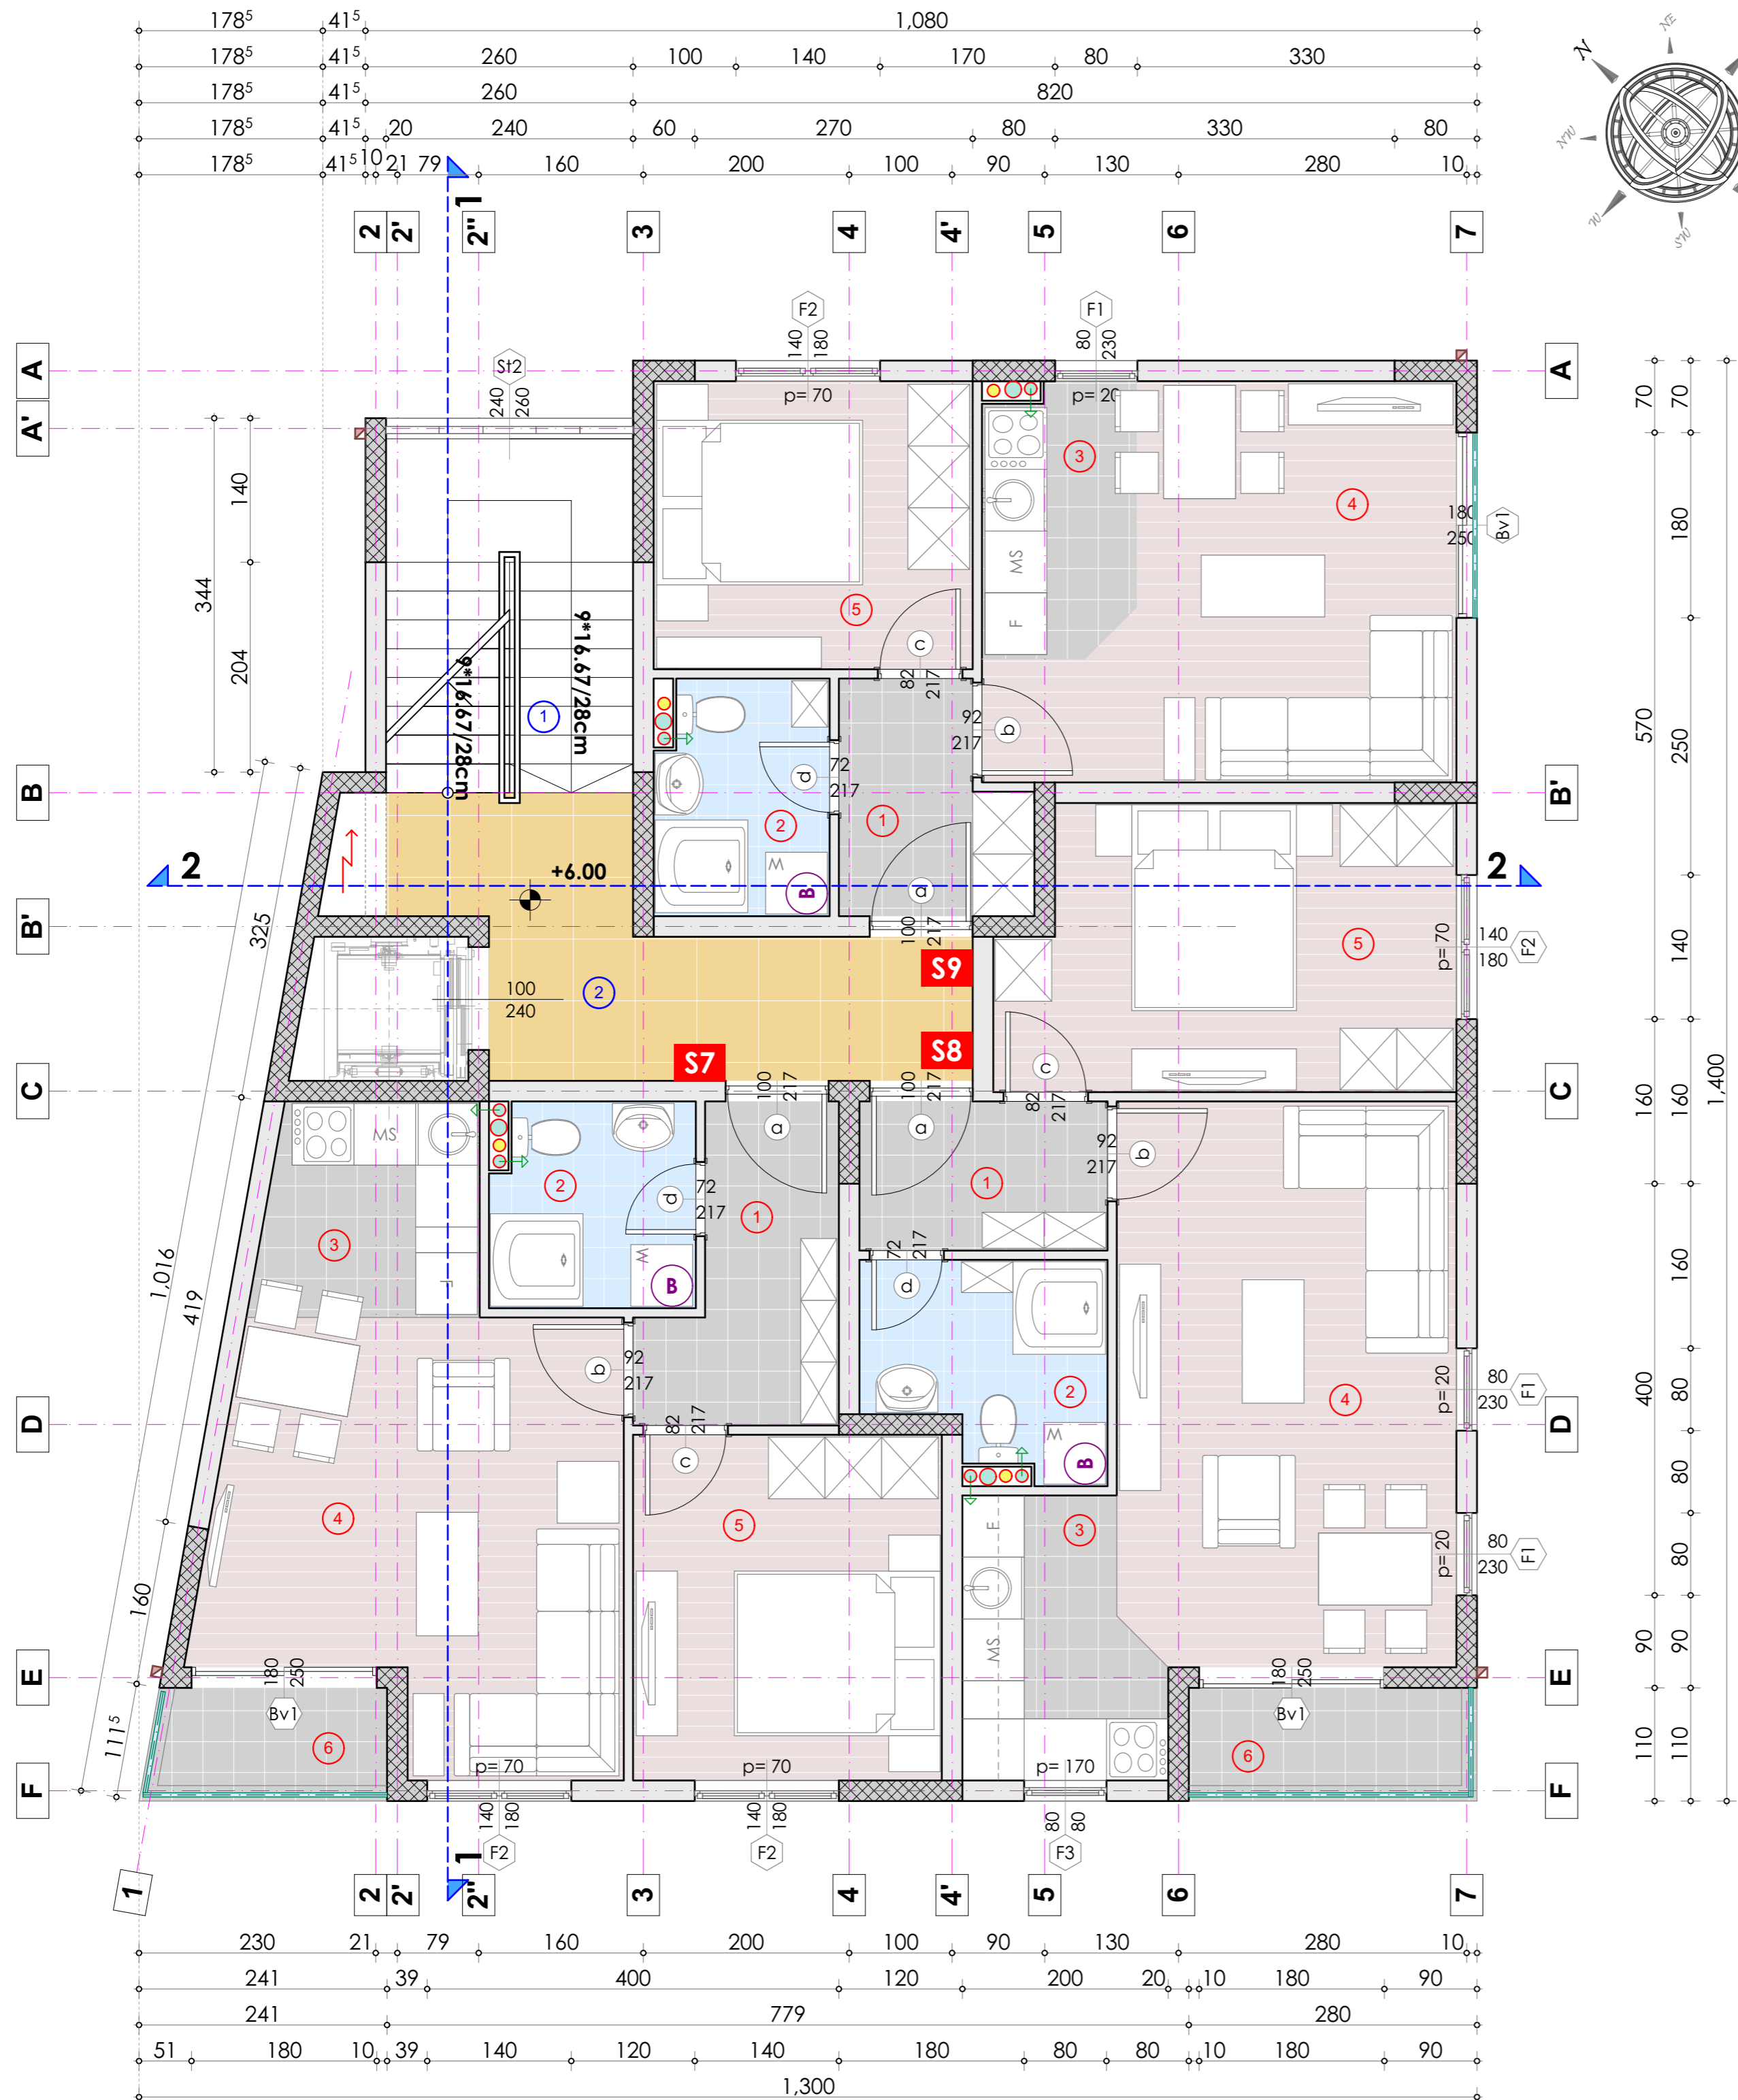 178⁵ 41⁵ 1,080
178⁵ 41⁵ 260 100 140 170 80 330
178⁵ 41⁵ 260 820
178⁵ 41⁵ 20 240 60 270 80 330 80
178⁵ 41⁵ 10 21 79 160 200 100 90 130 280 10
N NE NW W SW
1
2 2' 2" 3 4 4' 5 6 7
F2 F1
140 180 80 230
A St2 A
240 260 p= 70 p= 20
A'
3
4
180 250 Bv1
140
MS
344
F
5
9*16.67/28cm
9*16.67/28cm
c
82 217
204
1
92 217 b
72 217 d
B B'
2 1
2 +6.00 W B a 2
B'
100 217
325
S9
5
p= 70 140 180 F2
100 240 2
S7 S8
C C
100 217 100 217 c 82 217
MS a a
92 217 b
2 d 72 217 1 1
3
72 217 d
W B
1,016
419
b 92 217
2
4
p= 20 80 230 F1
D D
82 217 c
W B
4 5 3
E
p= 20 80 230 F1
160
MS
E E
180 250 Bv1 180 250 Bv1
111⁵
6 6
p= 70 p= 70 p= 170
F F
140 180 140 180 80 80
F2 F2 F3
1
1 2 2' 2" 3 4 4' 5 6 7
70 70
180
570 250
140
160 160 1,400
160
400 80
80
80
90 90
110 110
230 21 79 160 200 100 90 130 280 10
241 39 400 120 200 20 10 180 90
241 779 280
51 180 10 39 140 120 140 180 80 80 10 180 90
1,300